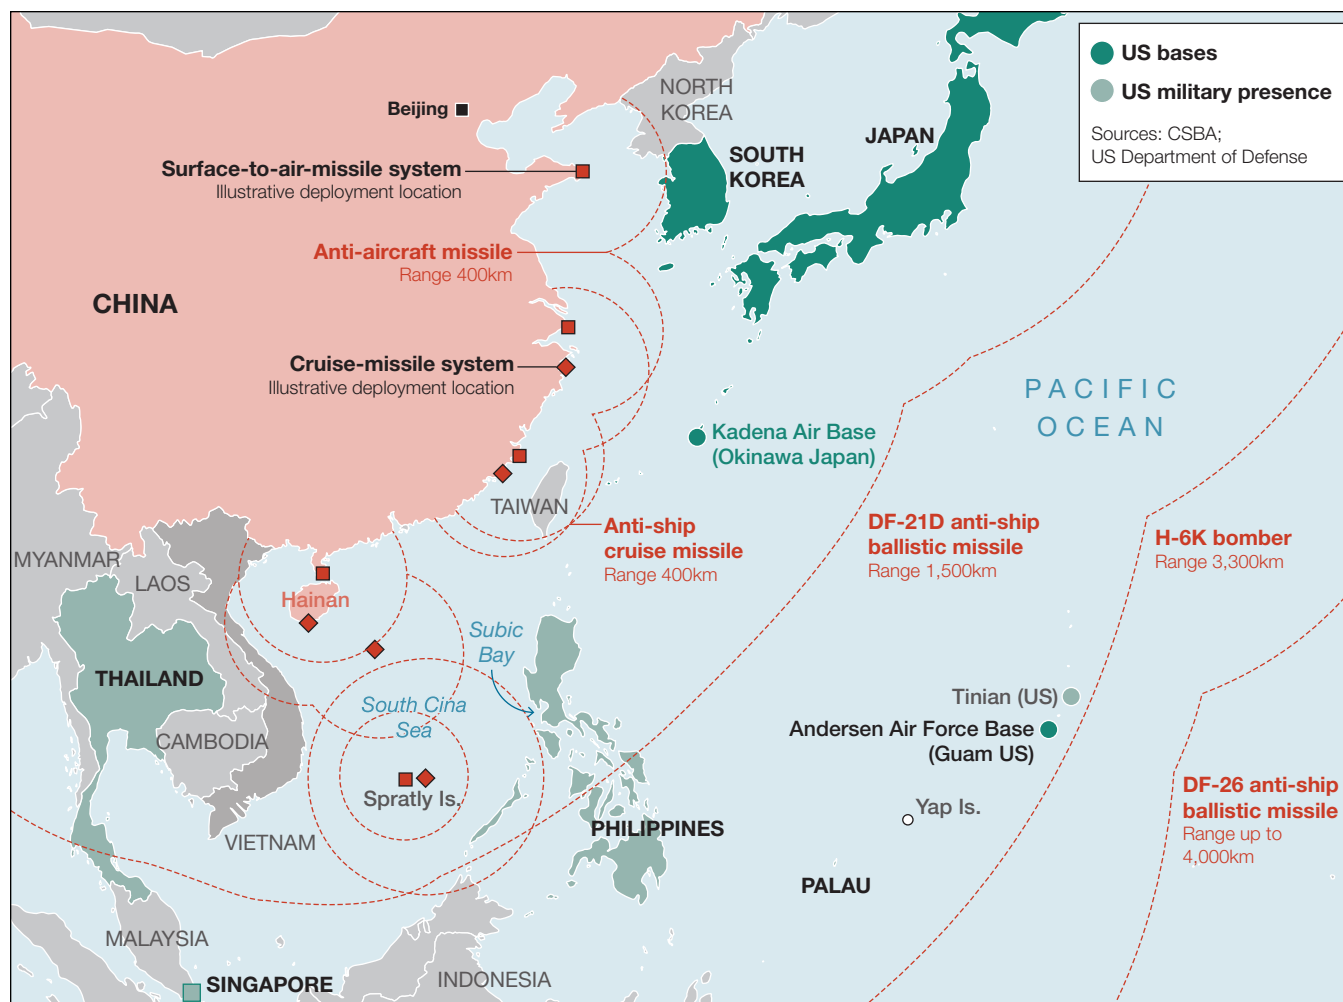 US bases
US military presence
Sources: CSBA;
US Department of Defense
NORTH
KOREA
Beijing
JAPAN
SOUTH
KOREA
Surface-to-air-missile system
Illustrative deployment location
Anti-aircraft missile
Range 400km
CHINA
Cruise-missile system
Illustrative deployment location
PACIFIC
OCEAN
Kadena Air Base
(Okinawa Japan)
TAIWAN
Anti-ship
cruise missile
Range 400km
DF-21D anti-ship
ballistic missile
Range 1,500km
H-6K bomber
Range 3,300km
MYANMAR
LAOS
Hainan
Subic
Bay
THAILAND
South Cina
Sea
Tinian (US)
CAMBODIA
Andersen Air Force Base
(Guam US)
DF-26 anti-ship
ballistic missile
Range up to
4,000km
Spratly Is.
Yap Is.
VIETNAM
PHILIPPINES
PALAU
MALAYSIA
SINGAPORE
INDONESIA